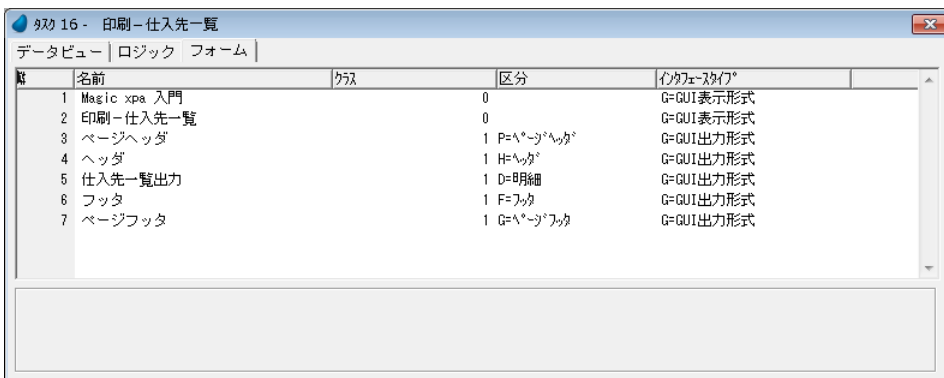 ﾀｽｸ 16 - 印刷－仕入先一覧
データビュー ロジック フォーム
名前 ｸﾗｽ 区分 ｲﾝﾀﾌｪｰｽﾀｲﾌﾟ
1 Magic xpa 入門 0 G=GUI表示形式
2 印刷－仕入先一覧 0 G=GUI表示形式
3 ページヘッダ 1 P=ﾍﾟｰｼﾞﾍｯﾀﾞ G=GUI出力形式
4 ヘッダ 1 H=ﾍｯﾀﾞ G=GUI出力形式
5 仕入先一覧出力 1 D=明細 G=GUI出力形式
6 フッタ 1 F=ﾌｯﾀ G=GUI出力形式
7 ページフッタ 1 G=ﾍﾟｰｼﾞﾌｯﾀ G=GUI出力形式